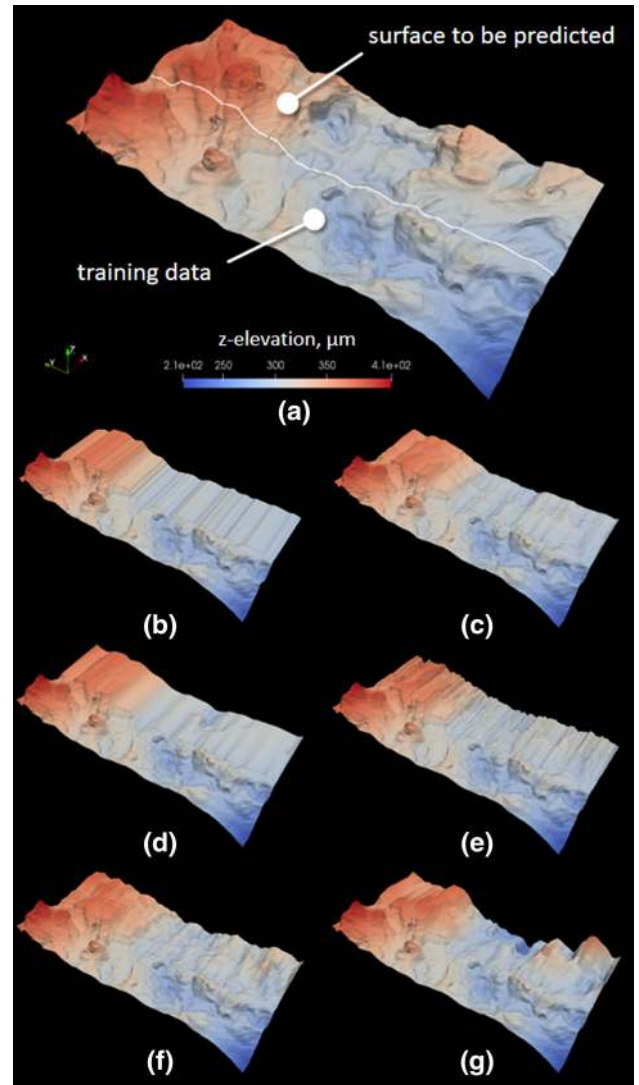 surface to be predicted
training data
z-elevation, μm
2.1e+02 250 300 350 4.1e+02
(a)
(b) (c)
(d) (e)
(f) (g)